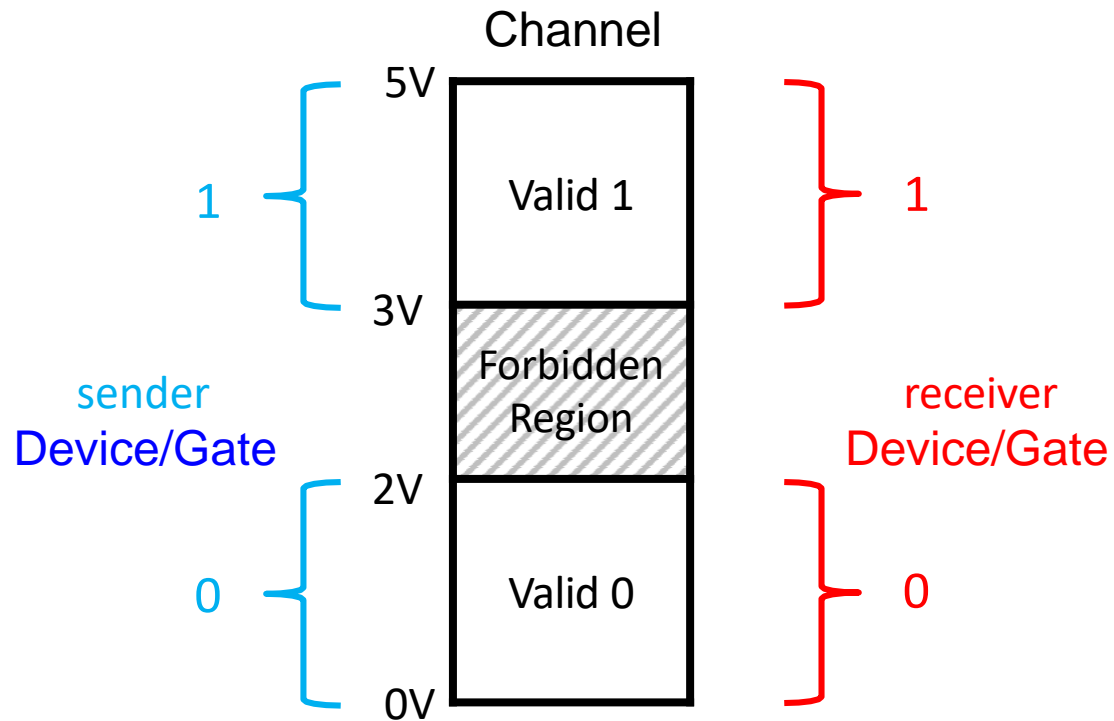 Channel
5V
1
Valid 1
1
3V
Forbidden
Region
sender
Device/Gate
receiver
Device/Gate
2V
0
Valid 0
0
0V